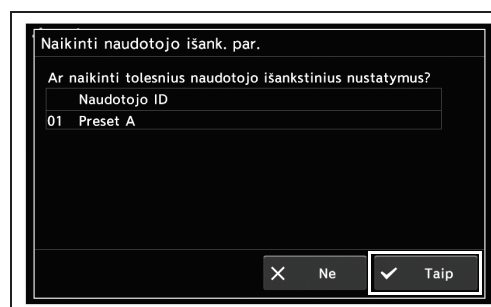 Naikinti naudotojo išank. par.
Ar naikinti tolesnius naudotojo išankstinius nustatymus?
Naudotojo ID
01 Preset A
Ne Taip